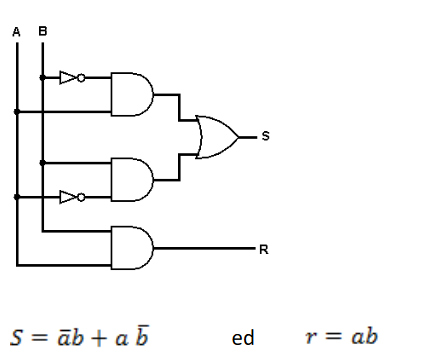 A B
S
R
S = āb + a b̄ ed r = ab